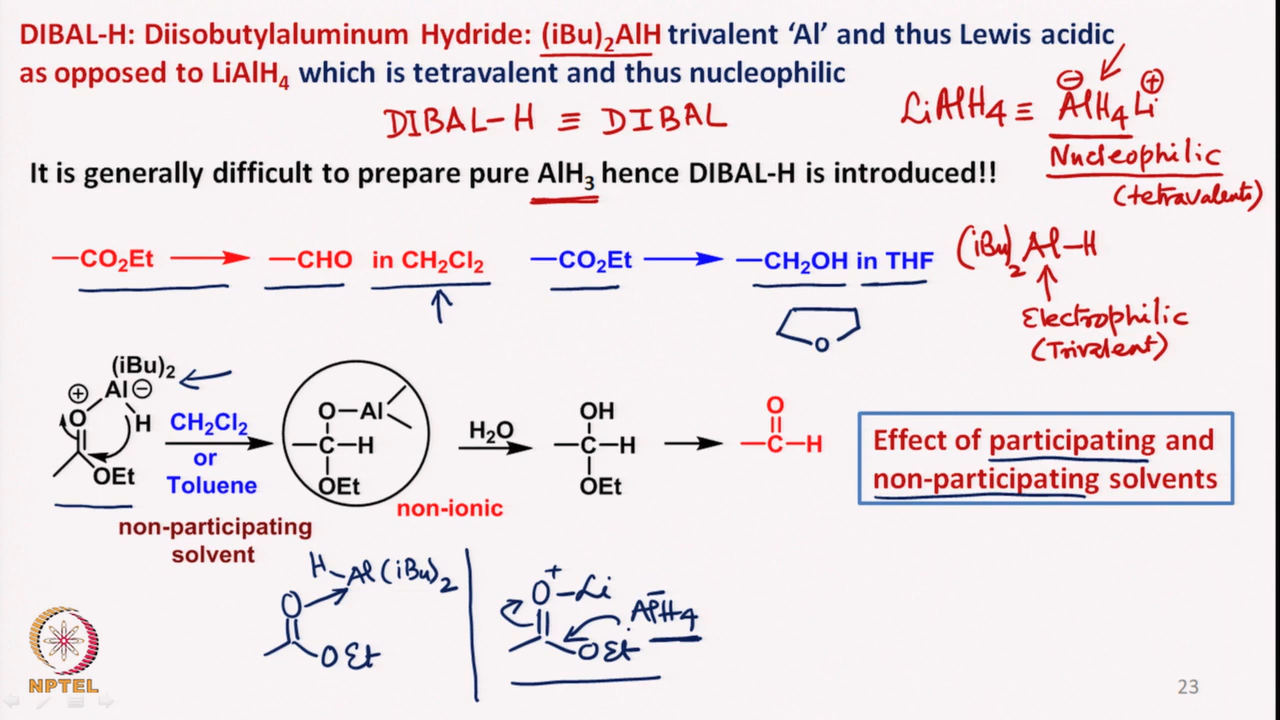 DIBAL-H: Diisobutylaluminum Hydride: (iBu)₂AlH trivalent ‘Al’ and thus Lewis acidic
as opposed to LiAlH₄ which is tetravalent and thus nucleophilic
DIBAL-H ≡ DIBAL
LiAlH4 ≡ AlH4 Li
⊖ ⊕
Nucleophilic
(tetravalent)
It is generally difficult to prepare pure AlH₃ hence DIBAL-H is introduced!!
—CO₂Et → —CHO in CH₂Cl₂
—CO₂Et → —CH₂OH in THF
O
(iBu)₂Al-H
Electrophilic
(Trivalent)
(iBu)₂
⊕ Al⊖
O H
OEt
CH₂Cl₂
or
Toluene
non-participating
solvent
O—Al
—C—H
OEt
non-ionic
H₂O
OH
—C—H
OEt
O
—C—H
Effect of participating and
non-participating solvents
H-Al(iBu)₂
O
OEt
O⁺-Li
AlH4
OEt
NPTEL
23